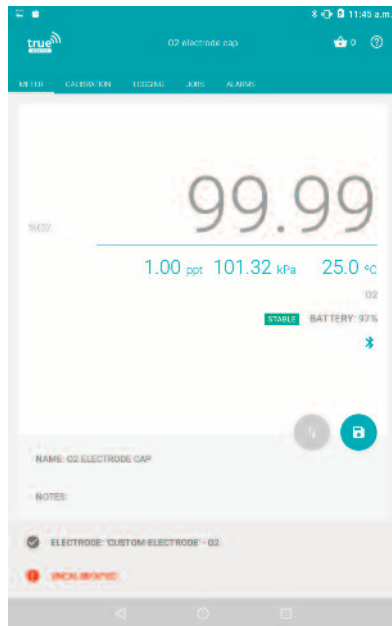 11:45 a.m.
true
O2 electrode cap
0
METER CALIBRATION LOGGING JOBS ALARMS
99.99
%O2
1.00 ppt 101.32 kPa 25.0 ºC
O2
STABLE BATTERY: 97%
NAME: O2 ELECTRODE CAP
NOTES:
ELECTRODE: 'CUSTOM ELECTRODE' - O2
UNCALIBRATED